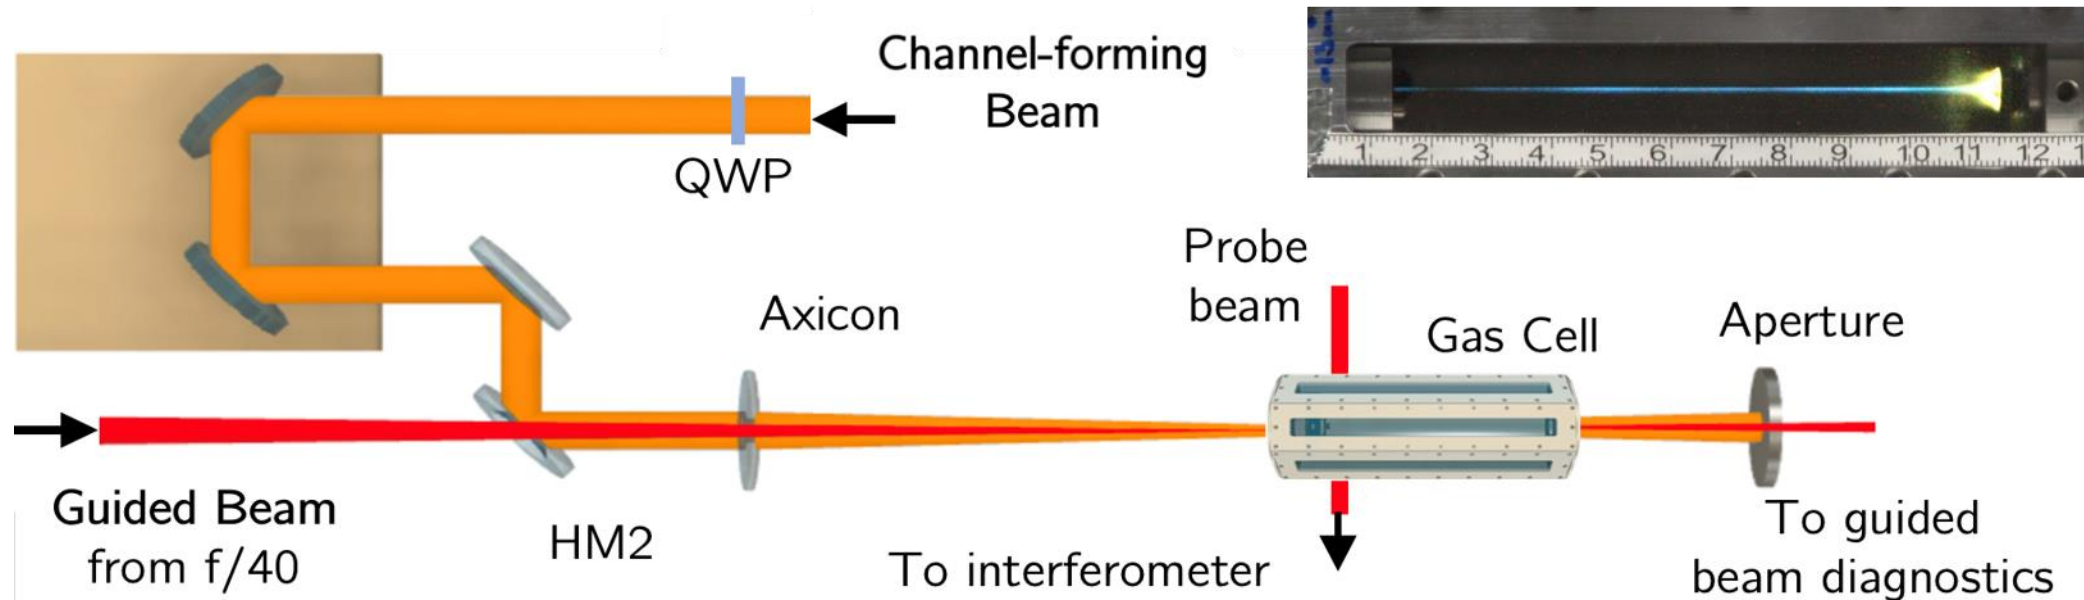 Channel-forming
Beam
QWP
1 2 3 4 5 6 7 8 9 10 11 12 1
Probe
beam
Axicon
Gas Cell
Aperture
Guided Beam
from f/40
HM2
To interferometer
To guided
beam diagnostics